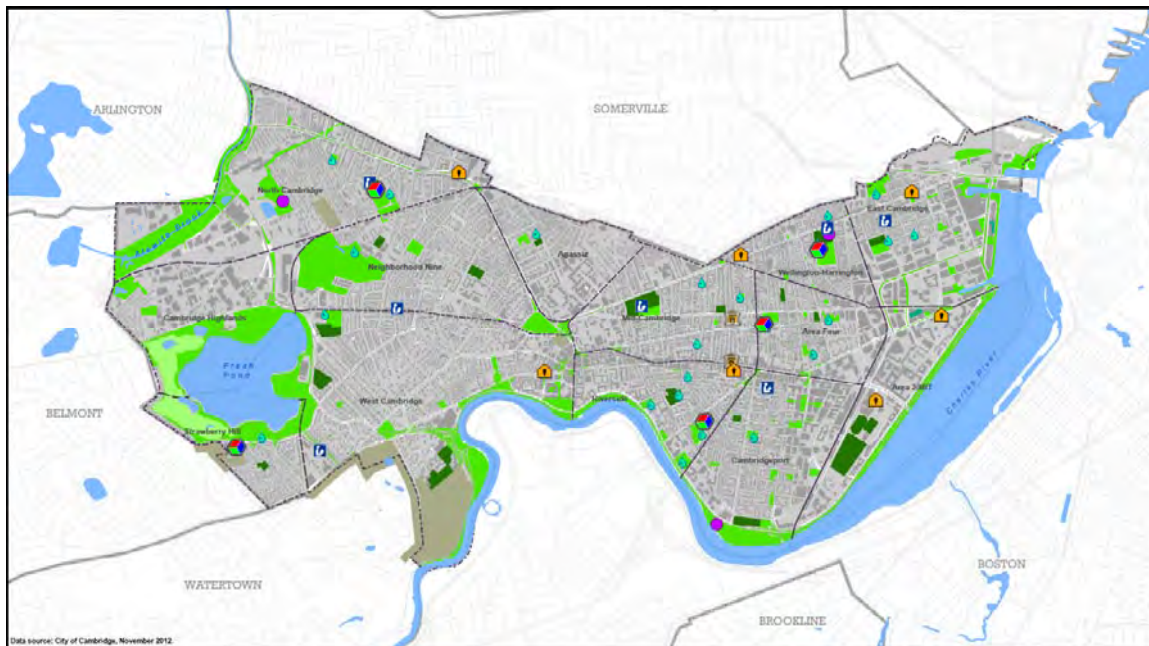 ARLINGTON
SOMERVILLE
North Cambridge
East Cambridge
Alewife Brook
Agassiz
Neighborhood Nine
Wellington-Harrington
Cambridge Highlands
Mid-Cambridge
Area Four
Fresh
Pond
Charles River
Area 2/MIT
BELMONT
West Cambridge
Riverside
Strawberry Hill
Cambridgeport
WATERTOWN
BOSTON
BROOKLINE
Data source: City of Cambridge, November 2012.